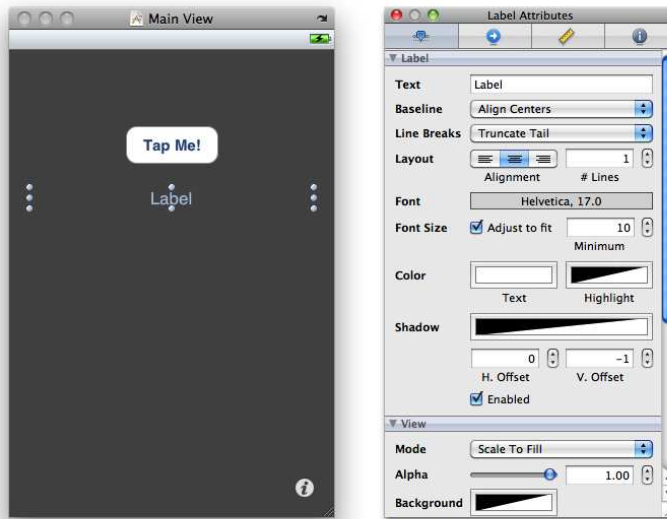 Main View
Tap Me!
Label
Label Attributes
Label
Text Label
Baseline Align Centers
Line Breaks Truncate Tail
Layout 1
Alignment # Lines
Font Helvetica, 17.0
Font Size Adjust to fit 10
Minimum
Color
Text Highlight
Shadow
0 -1
H. Offset V. Offset
Enabled
View
Mode Scale To Fill
Alpha 1.00
Background